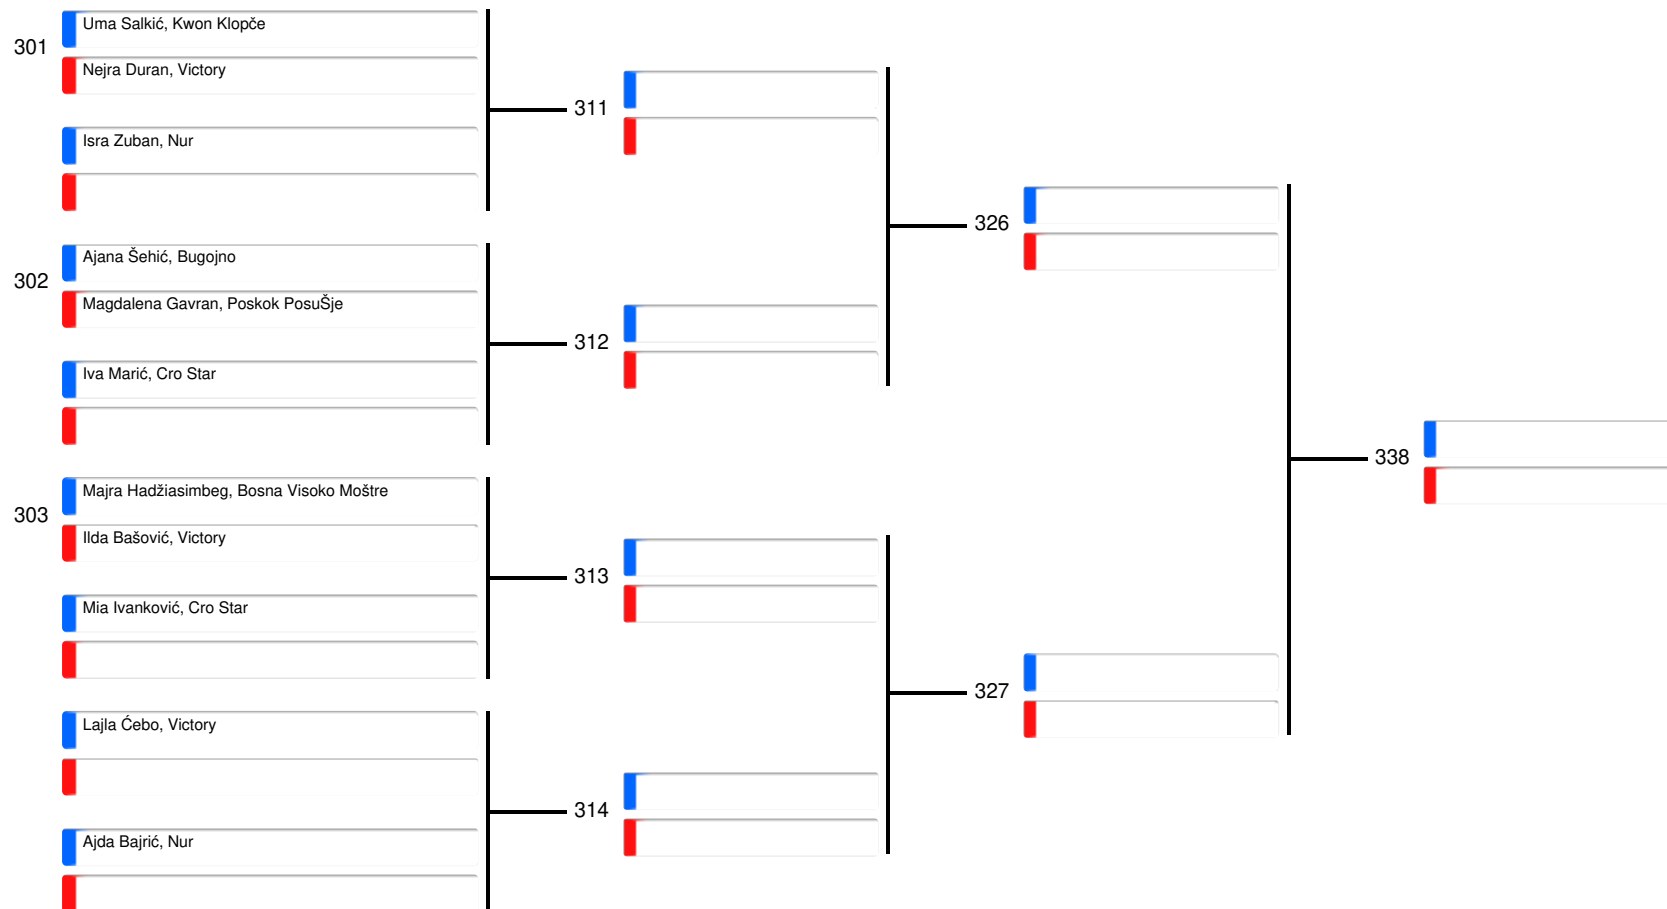 301
Uma Salkić, Kwon Klopče
Nejra Duran, Victory
311
Isra Zuban, Nur
326
302
Ajana Šehić, Bugojno
Magdalena Gavran, Poskok PosuŠje
312
Iva Marić, Cro Star
338
303
Majra Hadžiasimbeg, Bosna Visoko Moštre
Ilda Bašović, Victory
313
Mia Ivanković, Cro Star
327
Lajla Ćebo, Victory
314
Ajda Bajrić, Nur